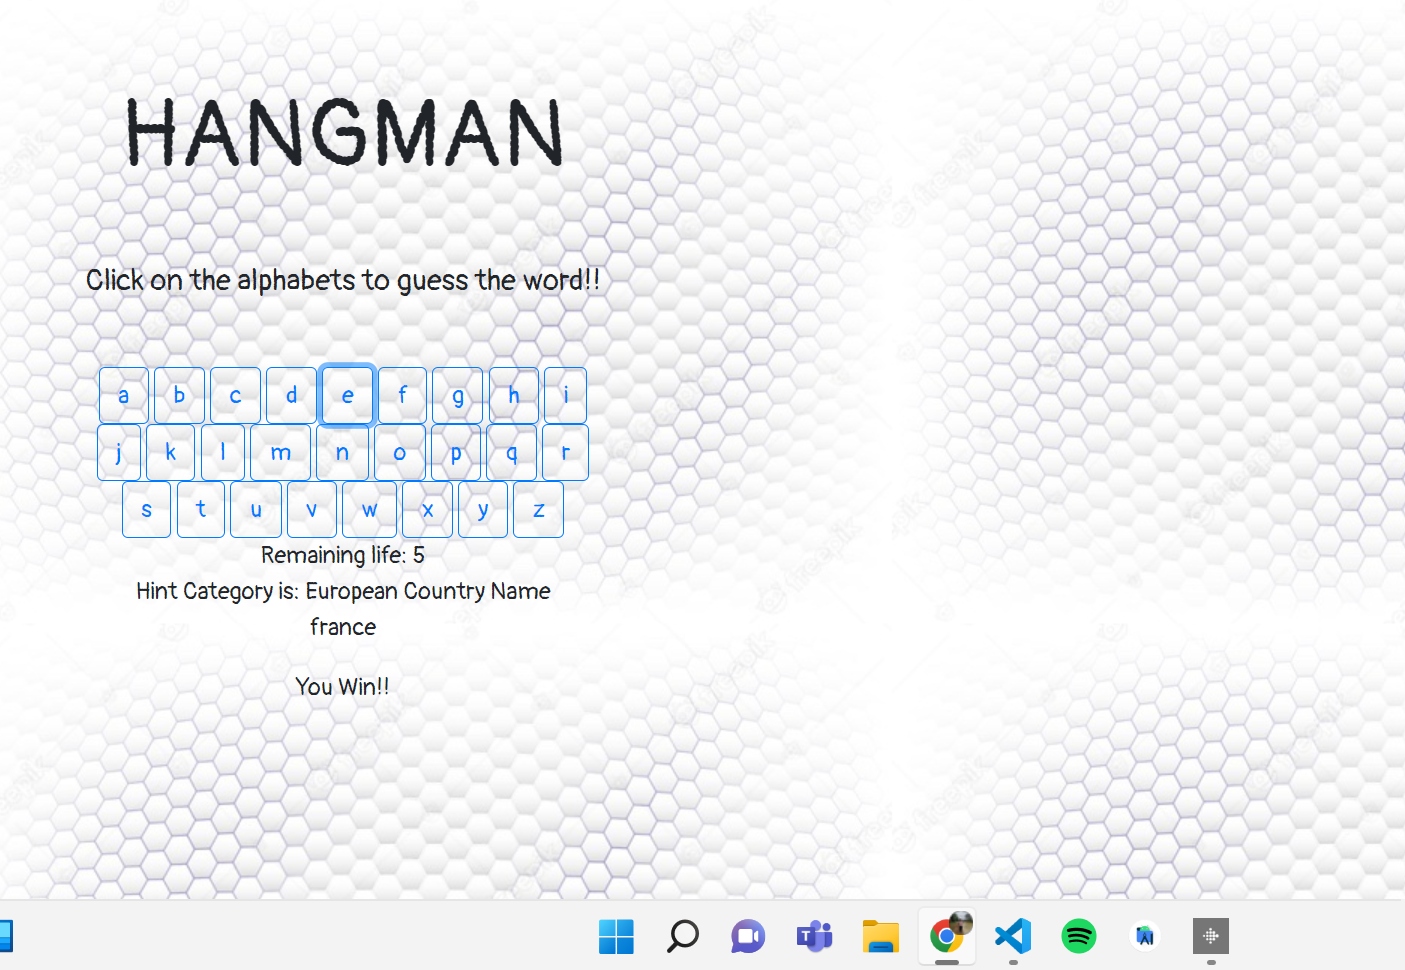 HANGMAN
Click on the alphabets to guess the word!!
a b c d e f g h i
j k l m n o p q r
s t u v w x y z
Remaining life: 5
Hint Category is: European Country Name
france
You Win!!